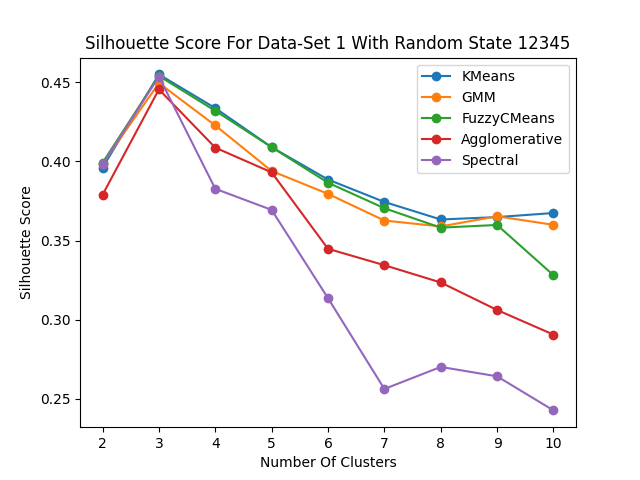 Silhouette Score For Data-Set 1 With Random State 12345
KMeans
GMM
FuzzyCMeans
Agglomerative
Spectral
Silhouette Score
0.45
0.40
0.35
0.30
0.25
2 3 4 5 6 7 8 9 10
Number Of Clusters